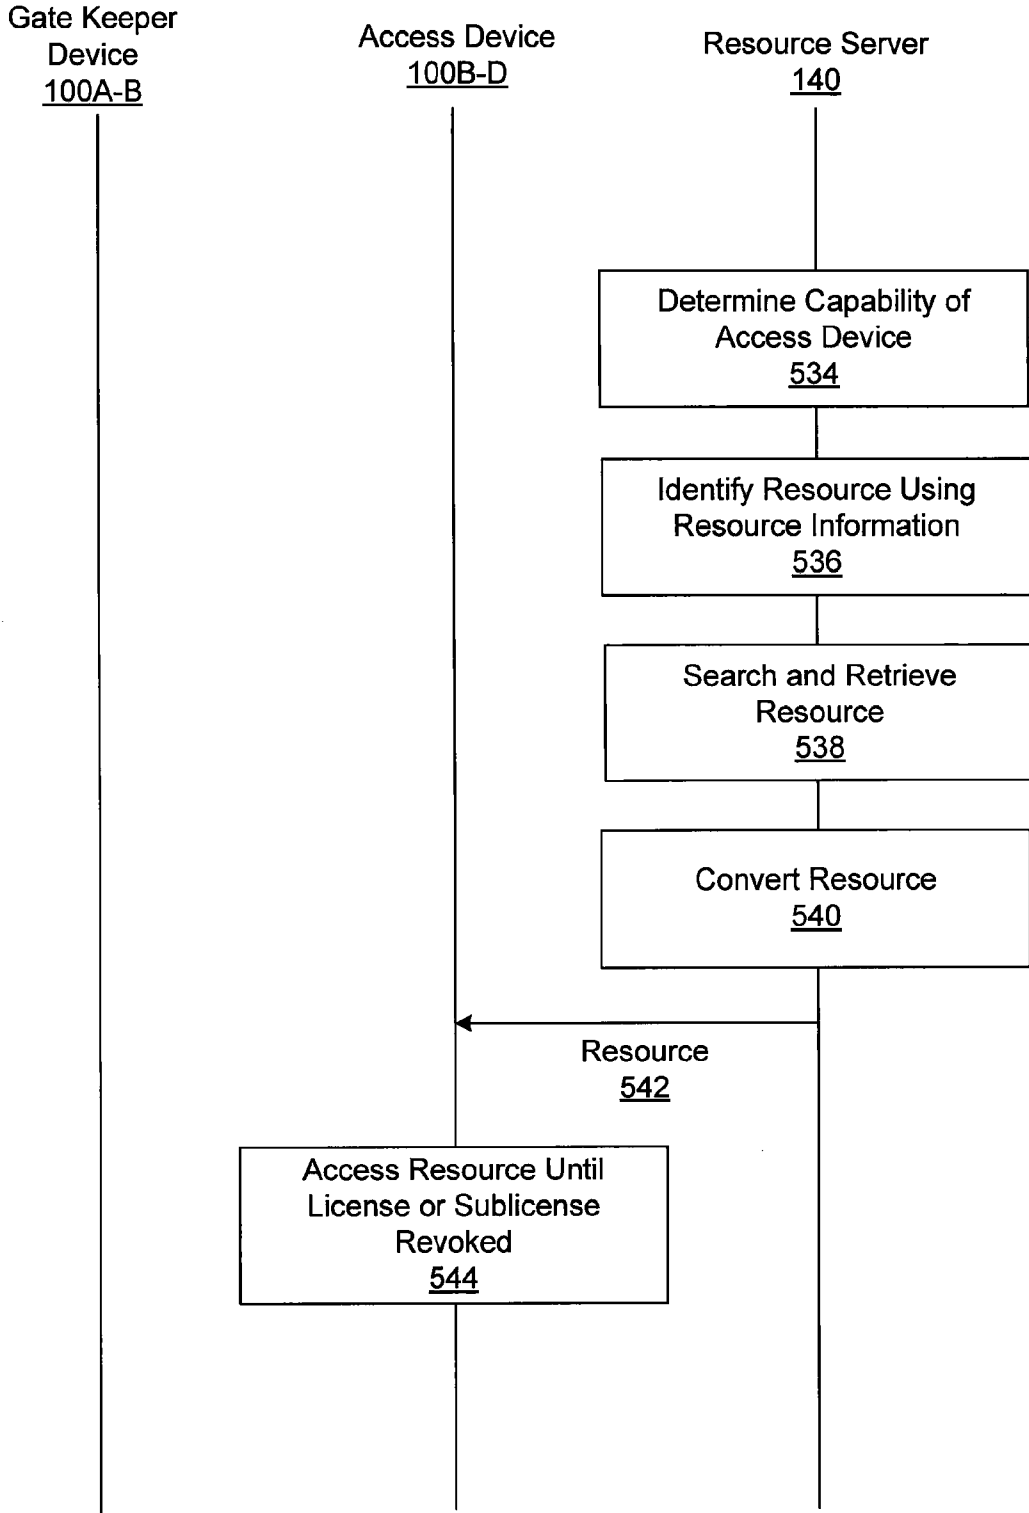 Gate Keeper
Device
100A-B
Access Device
100B-D
Resource Server
140
Determine Capability of
Access Device
534
Identify Resource Using
Resource Information
536
Search and Retrieve
Resource
538
Convert Resource
540
Resource
542
Access Resource Until
License or Sublicense
Revoked
544